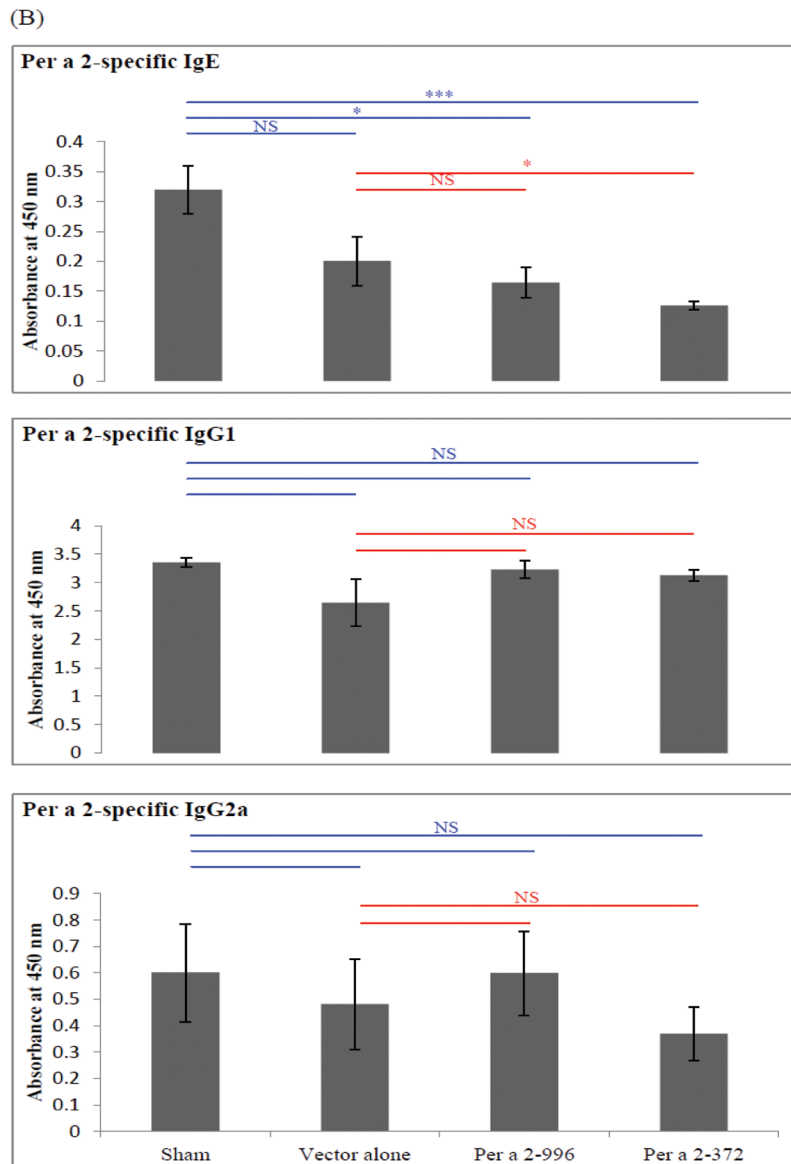 (B)
Per a 2-specific IgE
***
*
NS
*
NS
Absorbance at 450 nm
0.4
0.35
0.3
0.25
0.2
0.15
0.1
0.05
0
Per a 2-specific IgG1
NS
NS
Absorbance at 450 nm
4
3.5
3
2.5
2
1.5
1
0.5
0
Per a 2-specific IgG2a
NS
NS
Absorbance at 450 nm
0.9
0.8
0.7
0.6
0.5
0.4
0.3
0.2
0.1
0
Sham Vector alone Per a 2-996 Per a 2-372